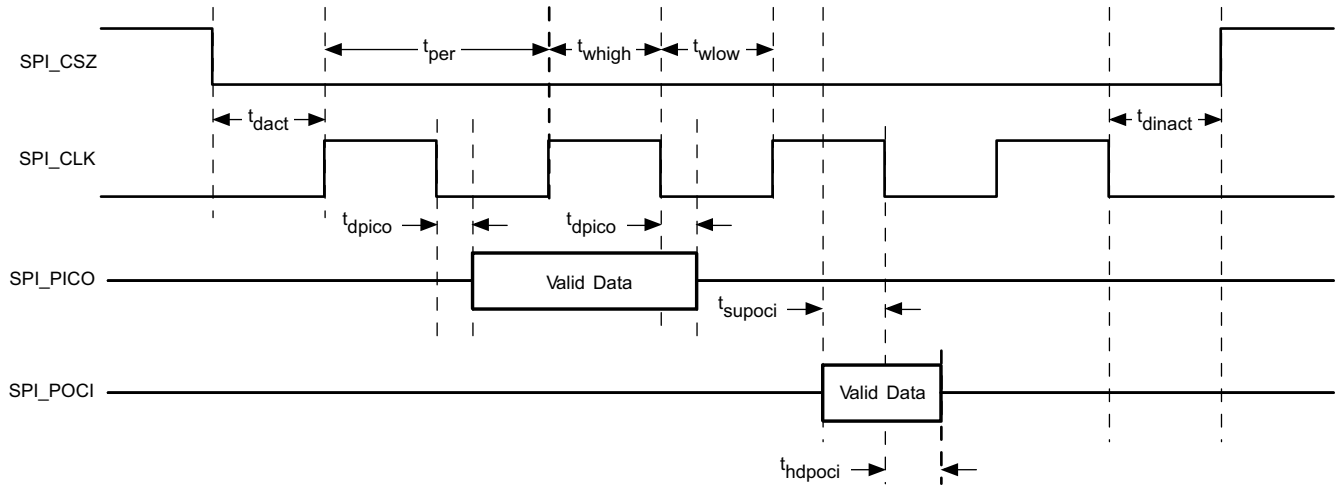 SPI_CSZ
t_per
t_whigh
t_wlow
t_dact
t_dinact
SPI_CLK
t_dpico
t_dpico
SPI_PICO
Valid Data
t_supoci
SPI_POCI
Valid Data
t_hdpoci